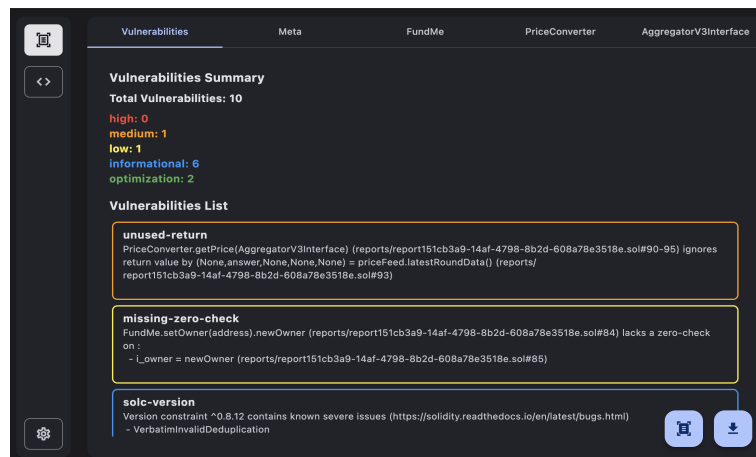 Vulnerabilities Meta FundMe PriceConverter AggregatorV3Interface
Vulnerabilities Summary
Total Vulnerabilities: 10
high: 0
medium: 1
low: 1
informational: 6
optimization: 2
Vulnerabilities List
unused-return
PriceConverter.getPrice(AggregatorV3Interface) (reports/report151cb3a9-14af-4798-8b2d-608a78e3518e.sol#90-95) ignores
return value by (None,answer,None,None,None) = priceFeed.latestRoundData() (reports/
report151cb3a9-14af-4798-8b2d-608a78e3518e.sol#93)
missing-zero-check
FundMe.setOwner(address).newOwner (reports/report151cb3a9-14af-4798-8b2d-608a78e3518e.sol#84) lacks a zero-check
on :
- i_owner = newOwner (reports/report151cb3a9-14af-4798-8b2d-608a78e3518e.sol#85)
solc-version
Version constraint ^0.8.12 contains known severe issues (https://solidity.readthedocs.io/en/latest/bugs.html)
- VerbatimInvalidDeduplication